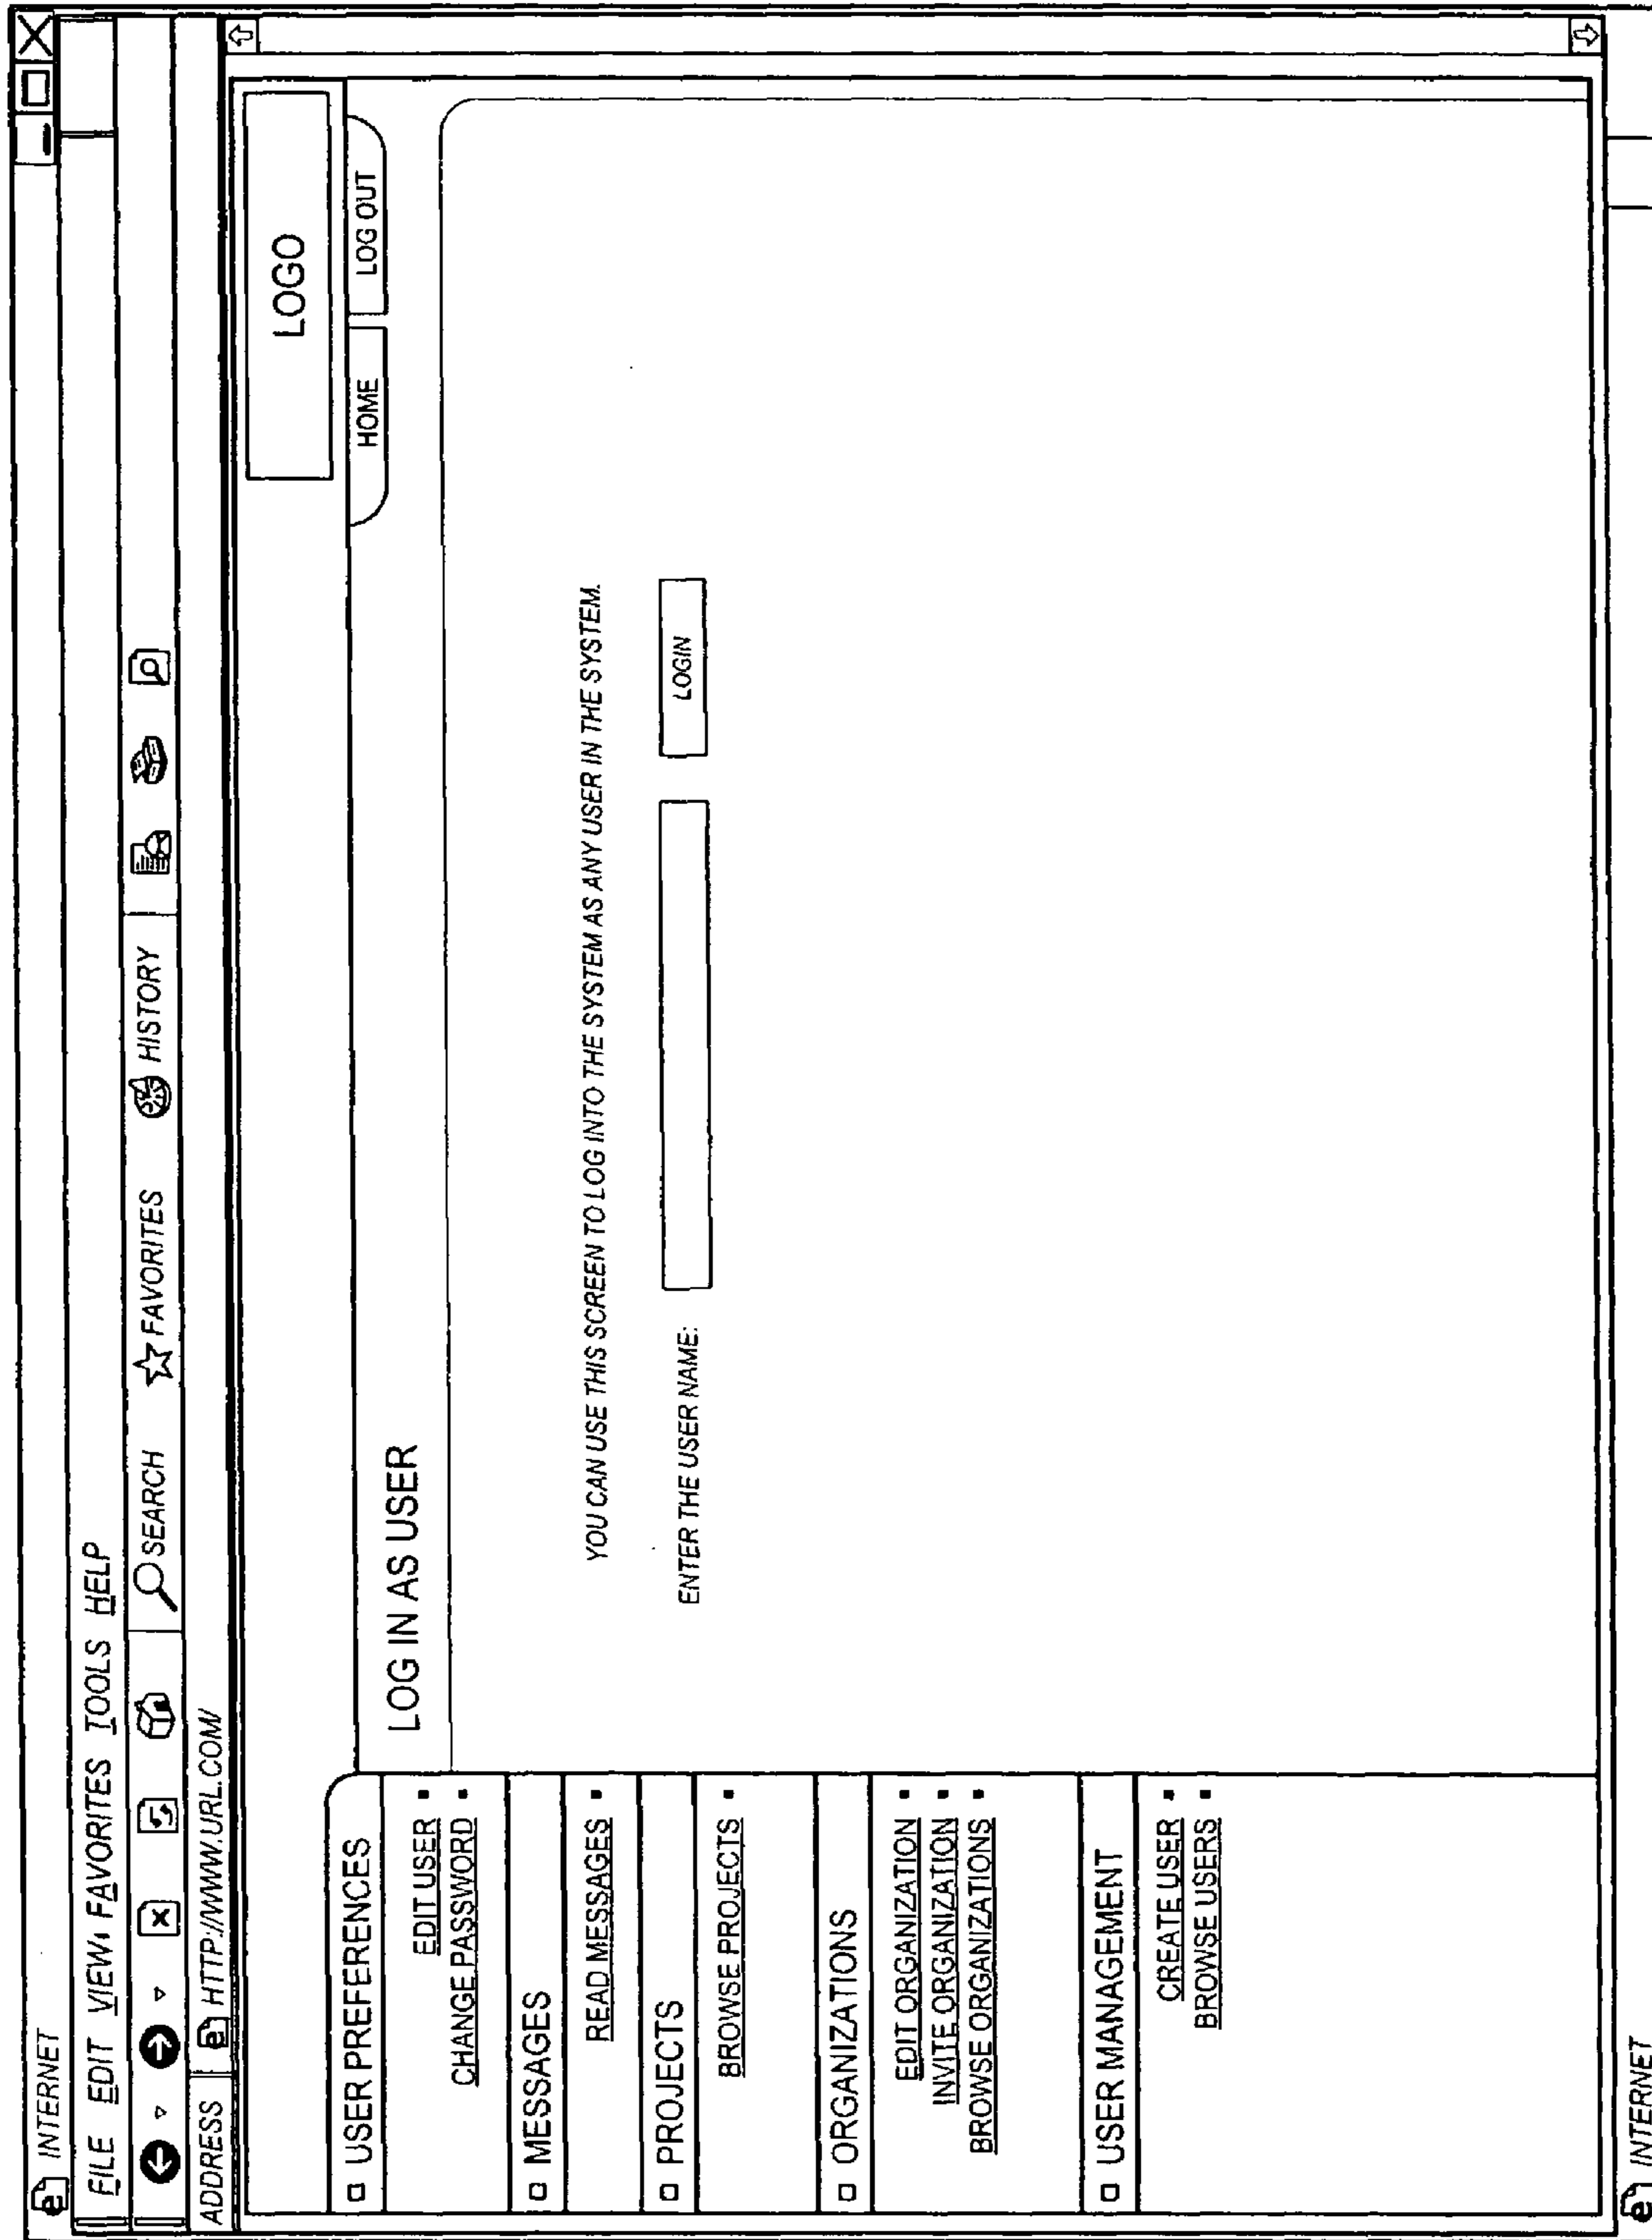 INTERNET
FILE EDIT VIEW FAVORITES TOOLS HELP
SEARCH FAVORITES HISTORY
ADDRESS HTTP://WWW.URL.COM/
LOGO
HOME LOG OUT
USER PREFERENCES
EDIT USER
CHANGE PASSWORD
MESSAGES
READ MESSAGES
PROJECTS
BROWSE PROJECTS
ORGANIZATIONS
EDIT ORGANIZATION
INVITE ORGANIZATION
BROWSE ORGANIZATIONS
USER MANAGEMENT
CREATE USER
BROWSE USERS
LOG IN AS USER
YOU CAN USE THIS SCREEN TO LOG INTO THE SYSTEM AS ANY USER IN THE SYSTEM.
ENTER THE USER NAME: LOGIN
INTERNET